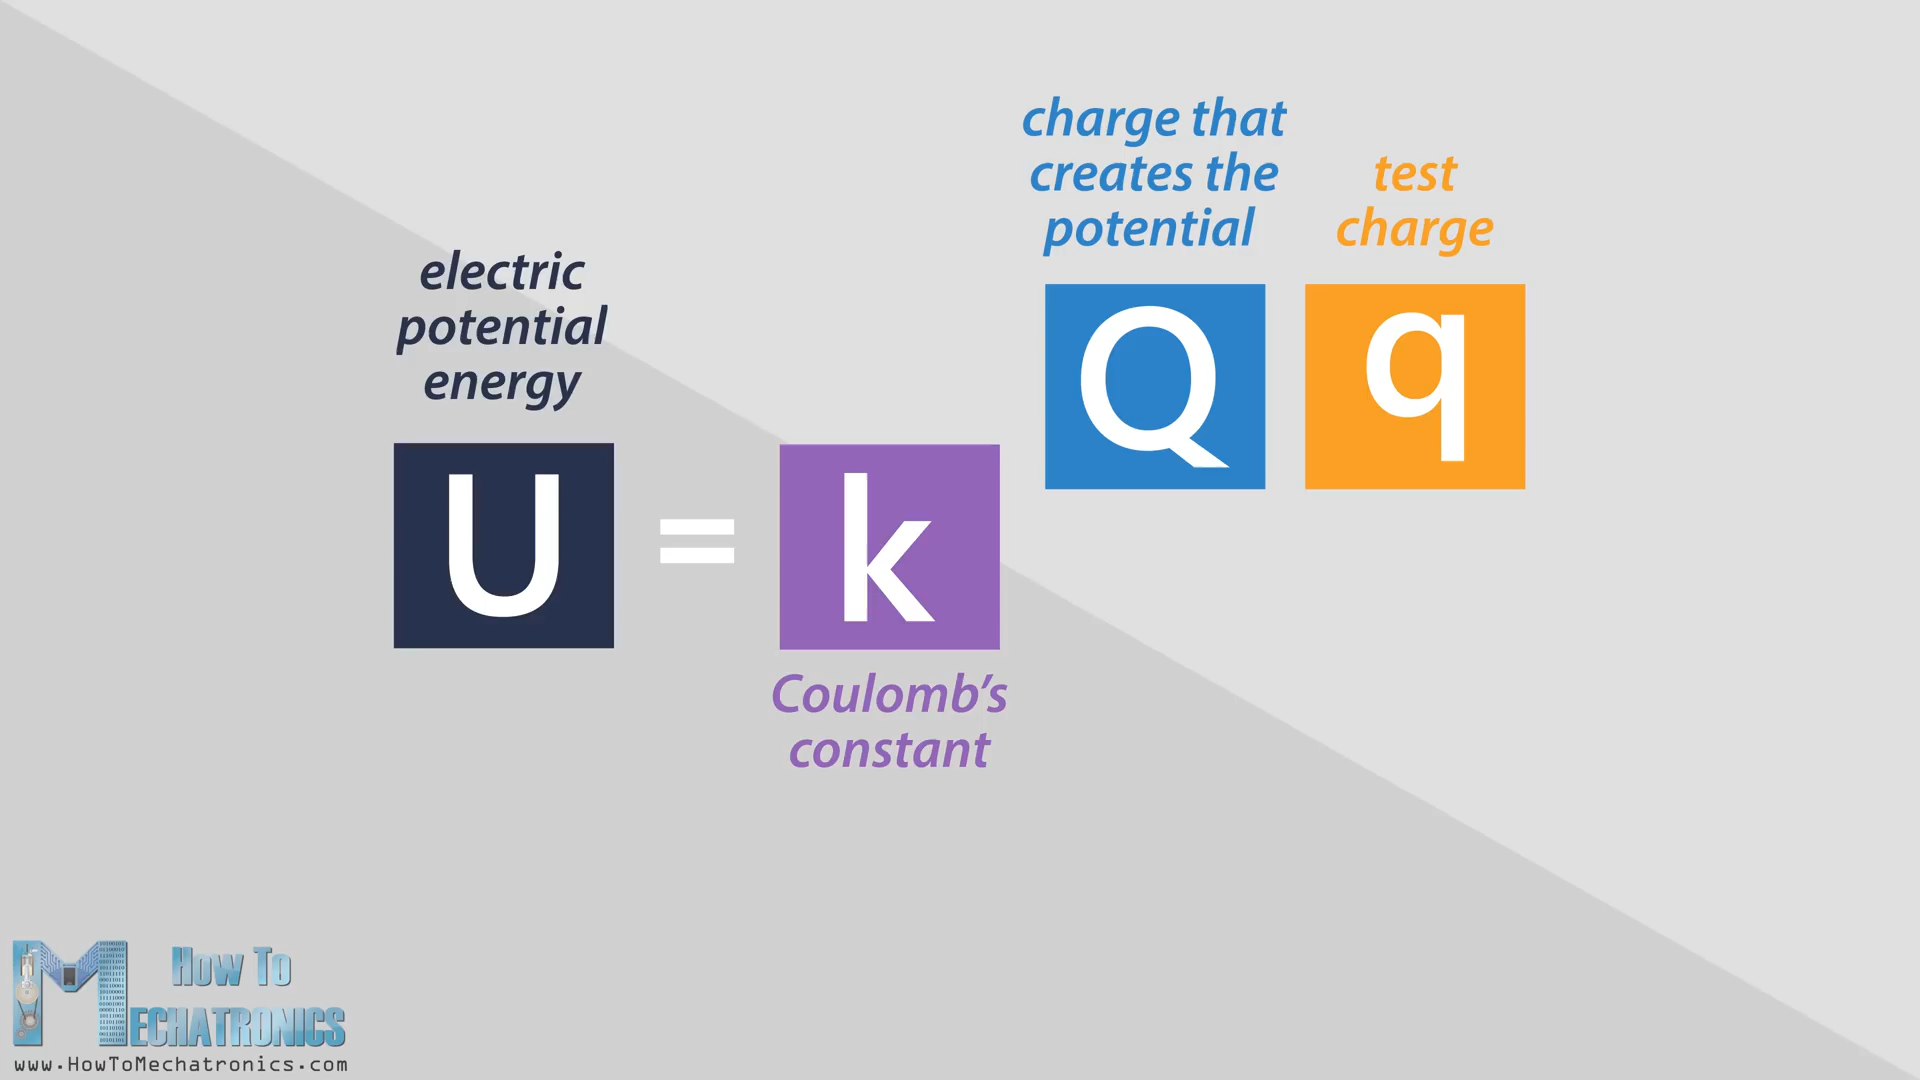 charge that
creates the
potential
test
charge
electric
potential
energy
Q q
U = k
Coulomb’s
constant
How To
MECHATRONICS
www.HowToMechatronics.com